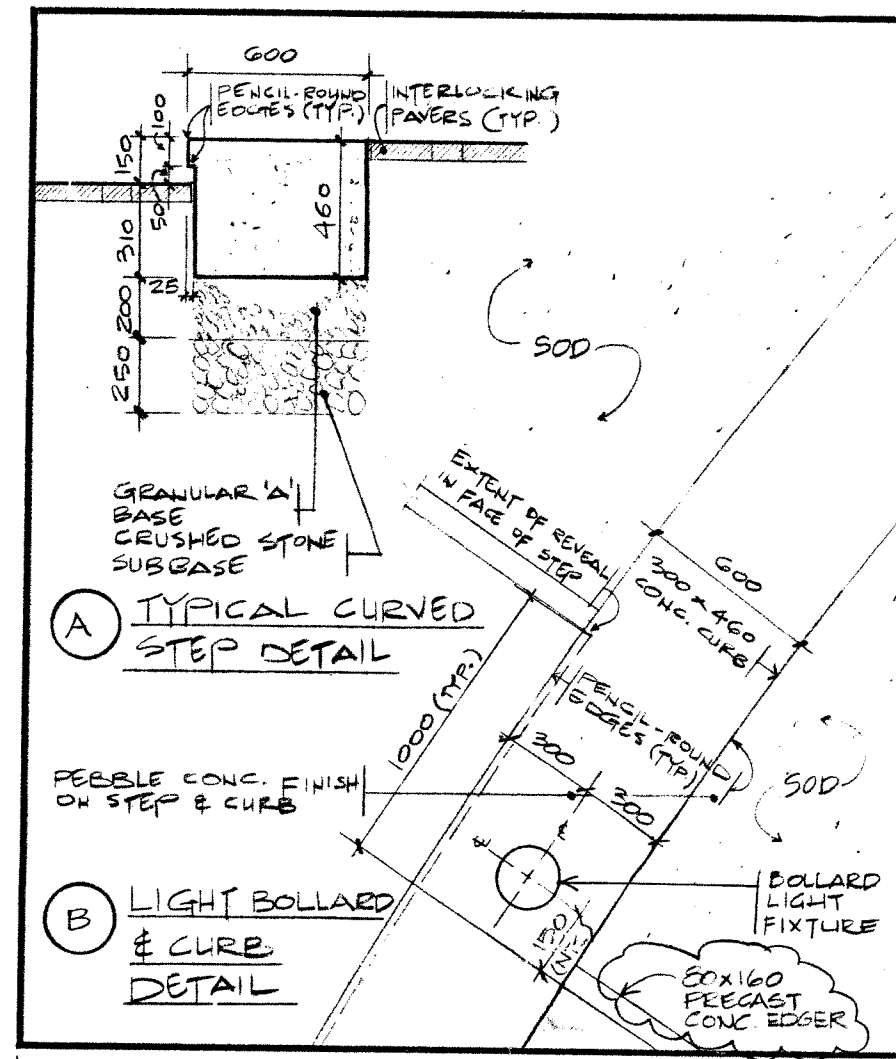 600
PENCIL-ROUND
EDGES (TYP.)
INTERLOCKING
PAVERS (TYP.)
100
150
50
310
460
25
200
250
SOD
GRANULAR 'A'
BASE
CRUSHED STONE
SUBBASE
A
TYPICAL CURVED
STEP DETAIL
EXTENT OF REVEAL
IN FACE OF STEP
600
300 x 460
CONC. CURB
1000 (TYP.)
PENCIL-ROUND
EDGES (TYP.)
300
300
SOD
PEBBLE CONC. FINISH
ON STEP & CURB
B
LIGHT BOLLARD
& CURB
DETAIL
BOLLARD
LIGHT
FIXTURE
150
80x160
PRECAST
CONC. EDGER